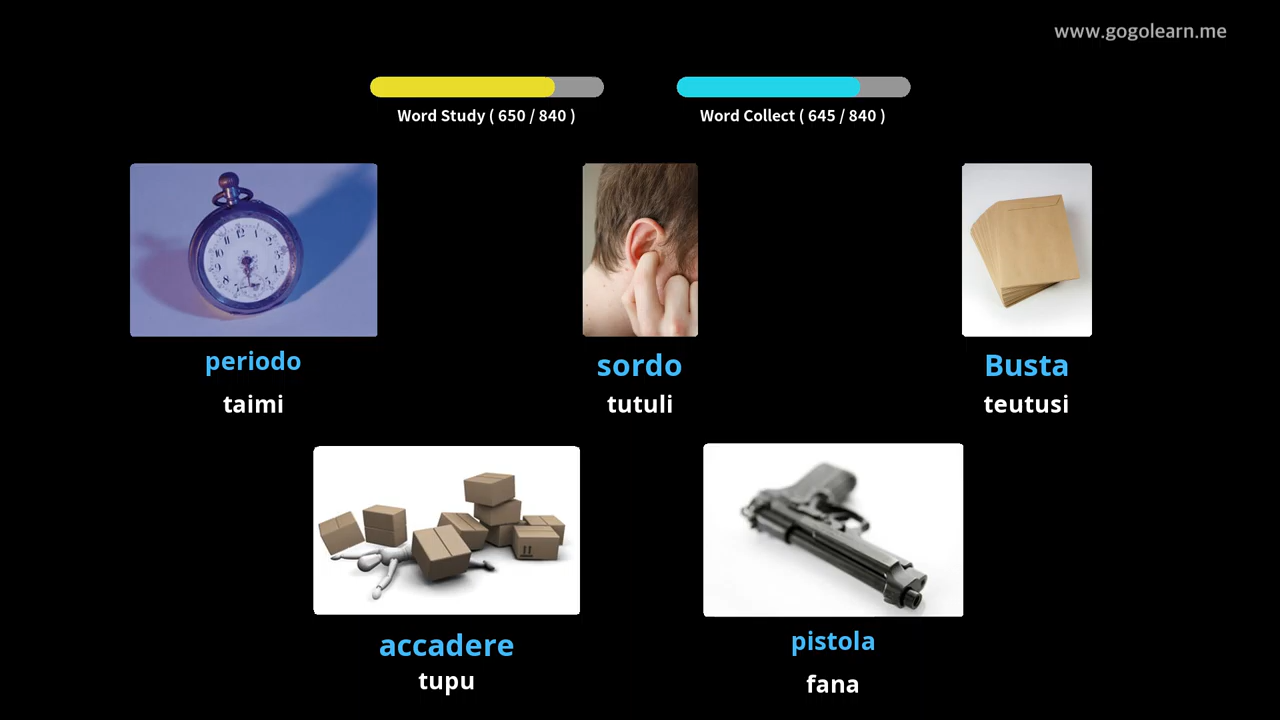 www.gogolearn.me
Word Study ( 650 / 840 )
Word Collect ( 645 / 840 )
periodo
taimi
sordo
tutuli
Busta
teutusi
accadere
tupu
pistola
fana